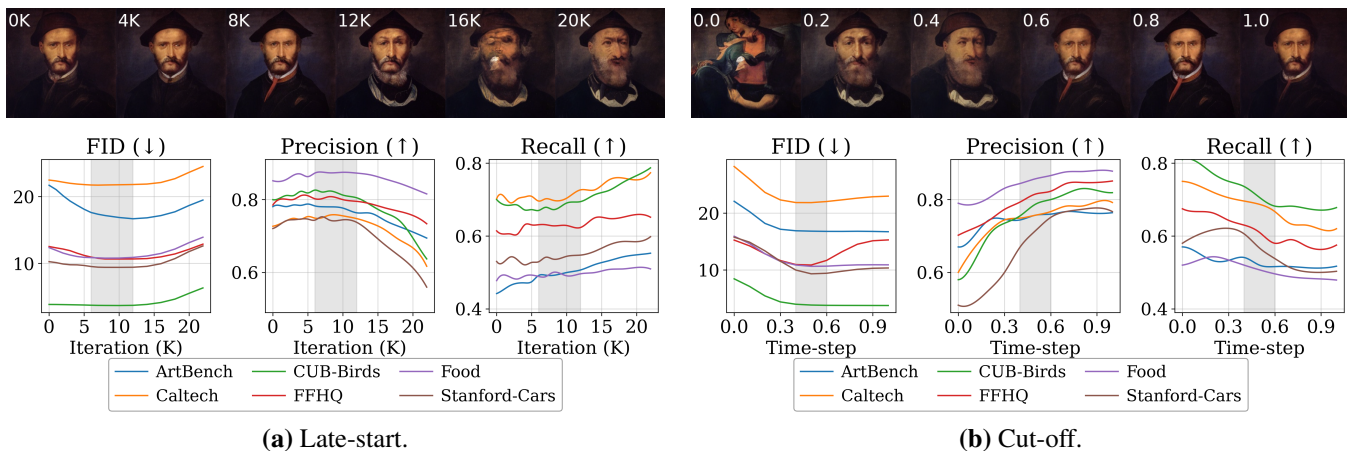 0K 4K 8K 12K 16K 20K
FID (↓) Precision (↑) Recall (↑)
20
10
0.8
0.6
0.8
0.6
0.4
0 5 10 15 20 0 5 10 15 20 0 5 10 15 20
Iteration (K) Iteration (K) Iteration (K)
ArtBench CUB-Birds Food
Caltech FFHQ Stanford-Cars
(a) Late-start.
0.0 0.2 0.4 0.6 0.8 1.0
FID (↓) Precision (↑) Recall (↑)
20
10
0.8
0.6
0.8
0.6
0.4
0.0 0.3 0.6 0.9 0.0 0.3 0.6 0.9 0.0 0.3 0.6 0.9
Time-step Time-step Time-step
ArtBench CUB-Birds Food
Caltech FFHQ Stanford-Cars
(b) Cut-off.